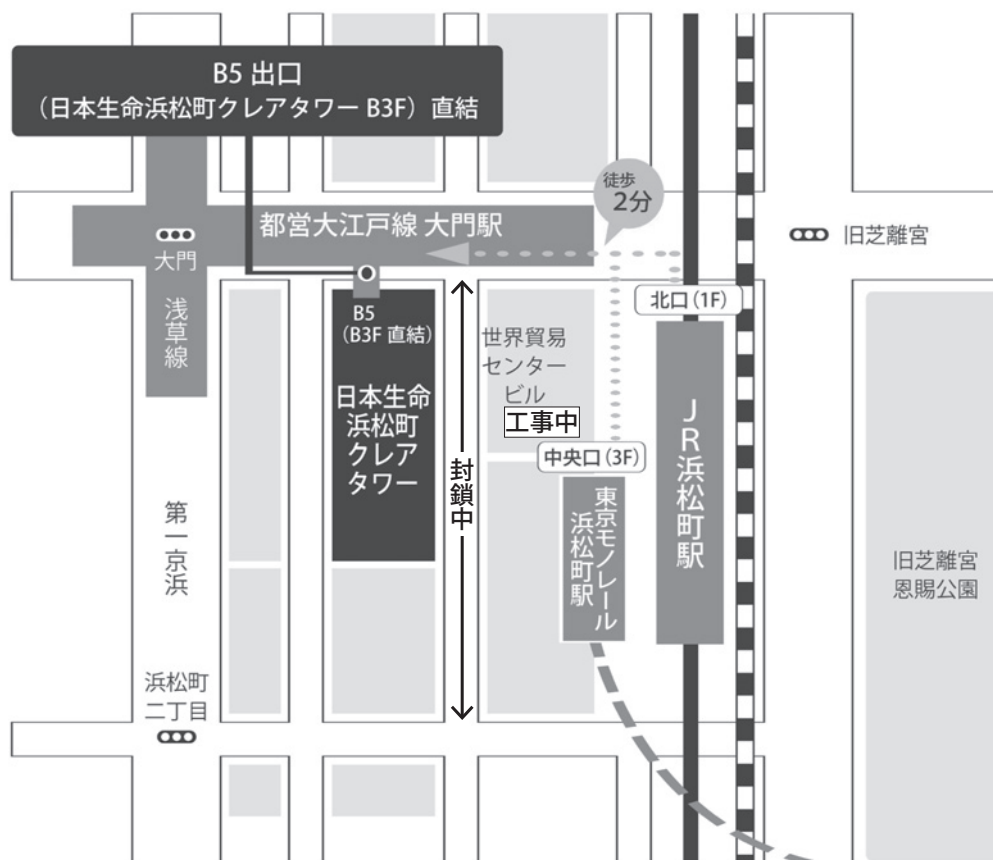 B5 出口
（日本生命浜松町クレアタワー B3F）直結
徒歩
2分
都営大江戸線 大門駅
大門
旧芝離宮
浅草線
北口（1F）
B5
（B3F 直結）
世界貿易
センター
ビル
工事中
日本生命
浜松町
クレア
タワー
中央口（3F）
封鎖中
JR浜松町駅
東京モノレール
浜松町駅
第一京浜
旧芝離宮
恩賜公園
浜松町
二丁目